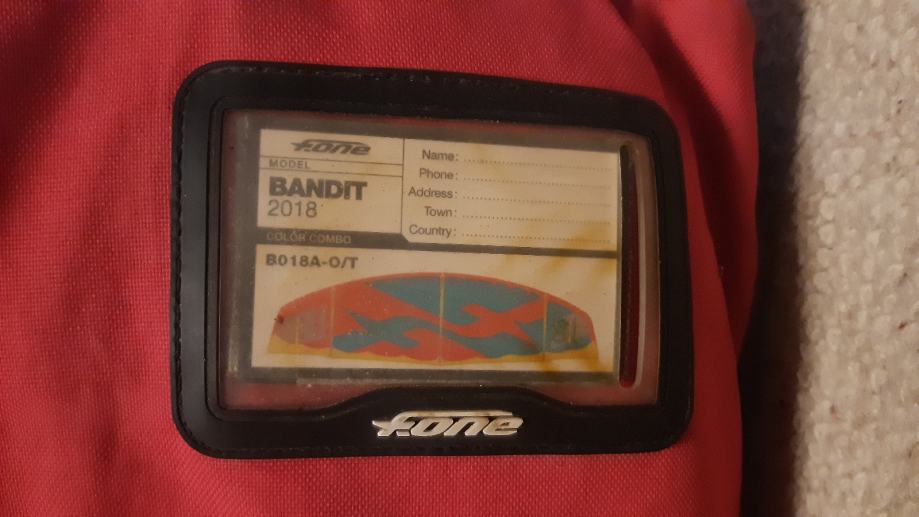 f.one
MODEL
BANDIT
2018
Name:
Phone:
Address:
Town:
Country:
COLOR COMBO
B018A-O/T
f.one